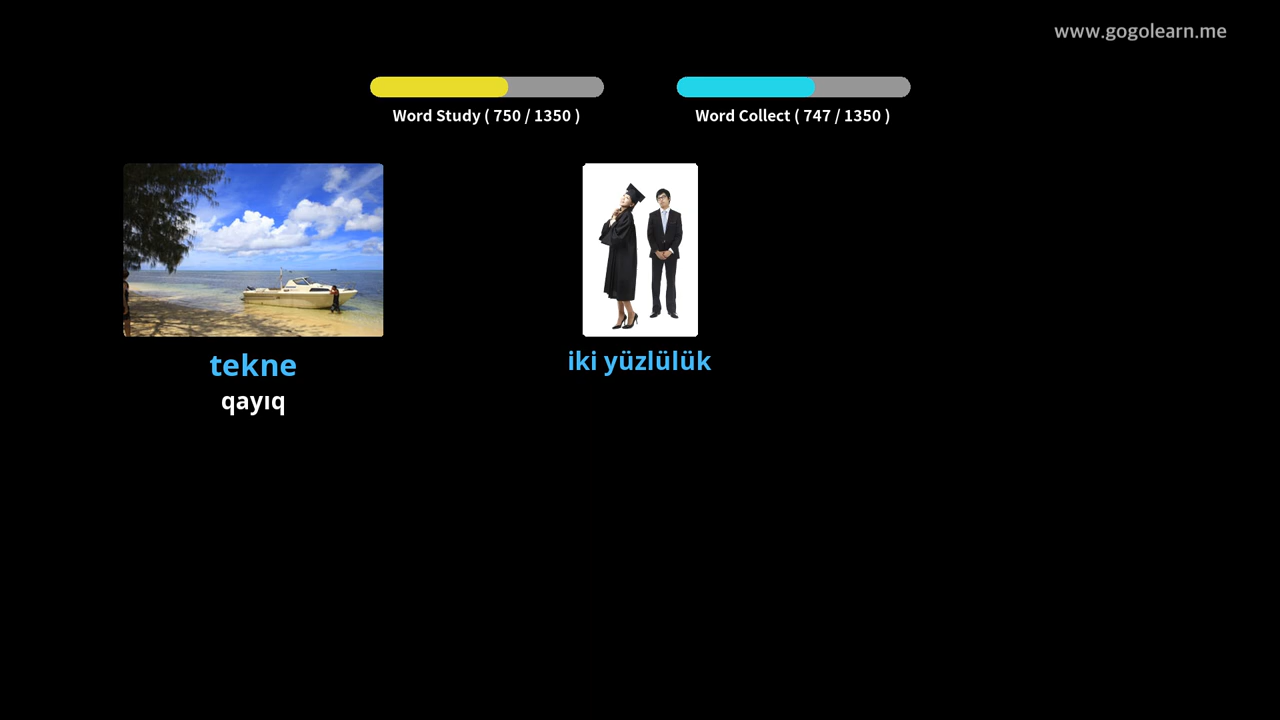 www.gogolearn.me
Word Study ( 750 / 1350 )
Word Collect ( 747 / 1350 )
tekne
qayıq
iki yüzlülük